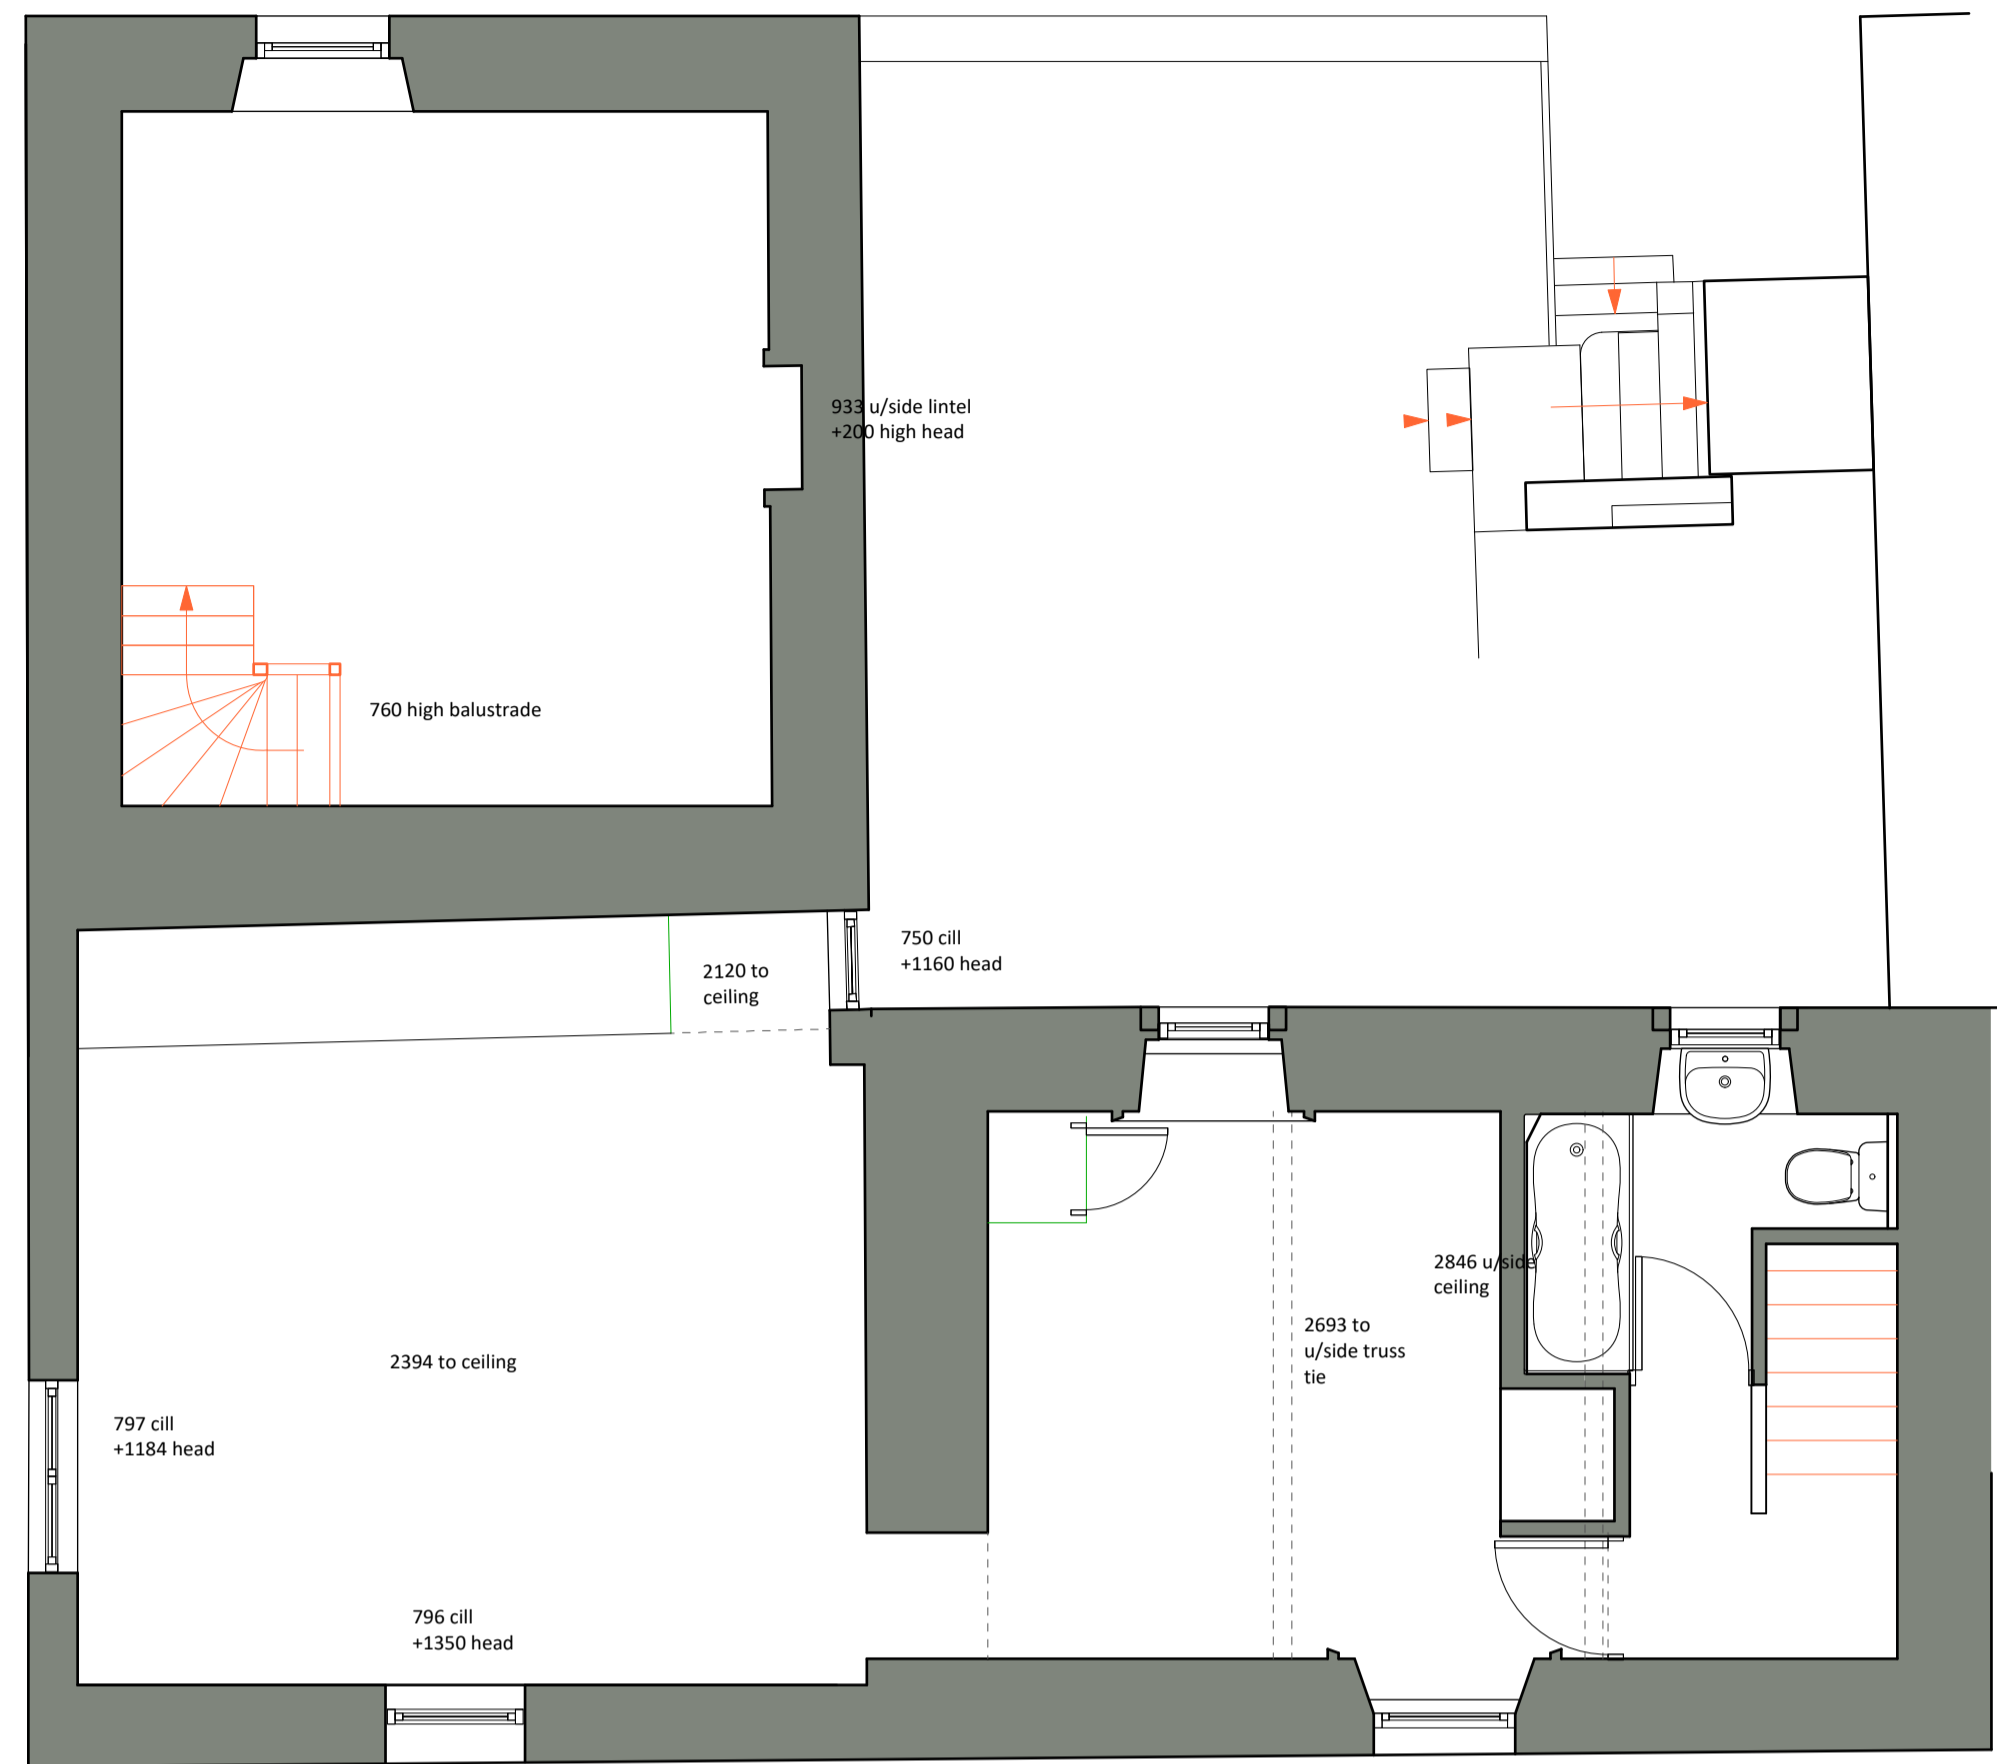 933 u/side lintel
+200 high head
760 high balustrade
750 cill
+1160 head
2120 to
ceiling
2846 u/side
ceiling
2693 to
u/side truss
tie
2394 to ceiling
797 cill
+1184 head
796 cill
+1350 head